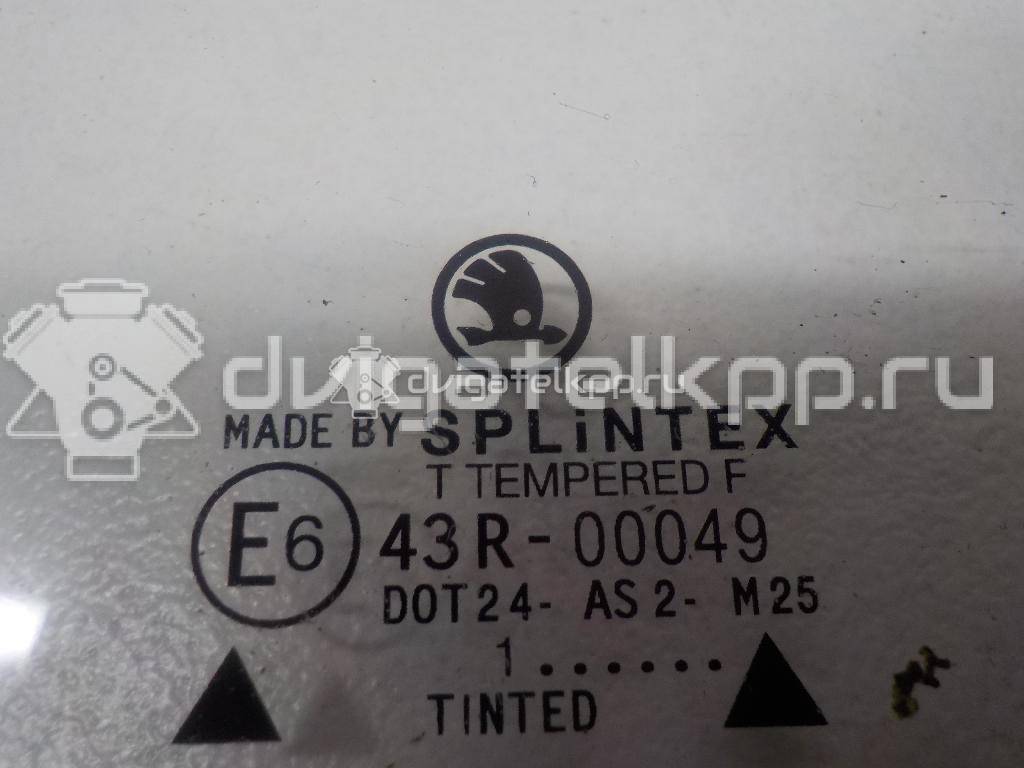 dvigatelkpp.ru
dvigatelkpp.ru
MADE BY SPLiNTEX
T TEMPERED F
E6 43R-00049
DOT24- AS2- M25
1......
TINTED